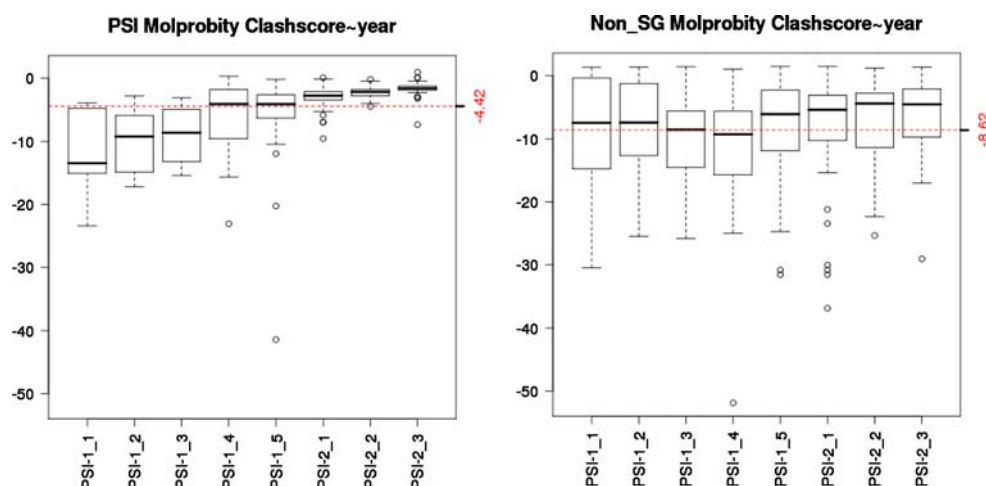 PSI Molprobity Clashscore~year
0
-10
-20
-30
-40
-50
-4.42
PSI-1_1
PSI-1_2
PSI-1_3
PSI-1_4
PSI-1_5
PSI-2_1
PSI-2_2
PSI-2_3
Non_SG Molprobity Clashscore~year
0
-10
-20
-30
-40
-50
-8.62
PSI-1_1
PSI-1_2
PSI-1_3
PSI-1_4
PSI-1_5
PSI-2_1
PSI-2_2
PSI-2_3